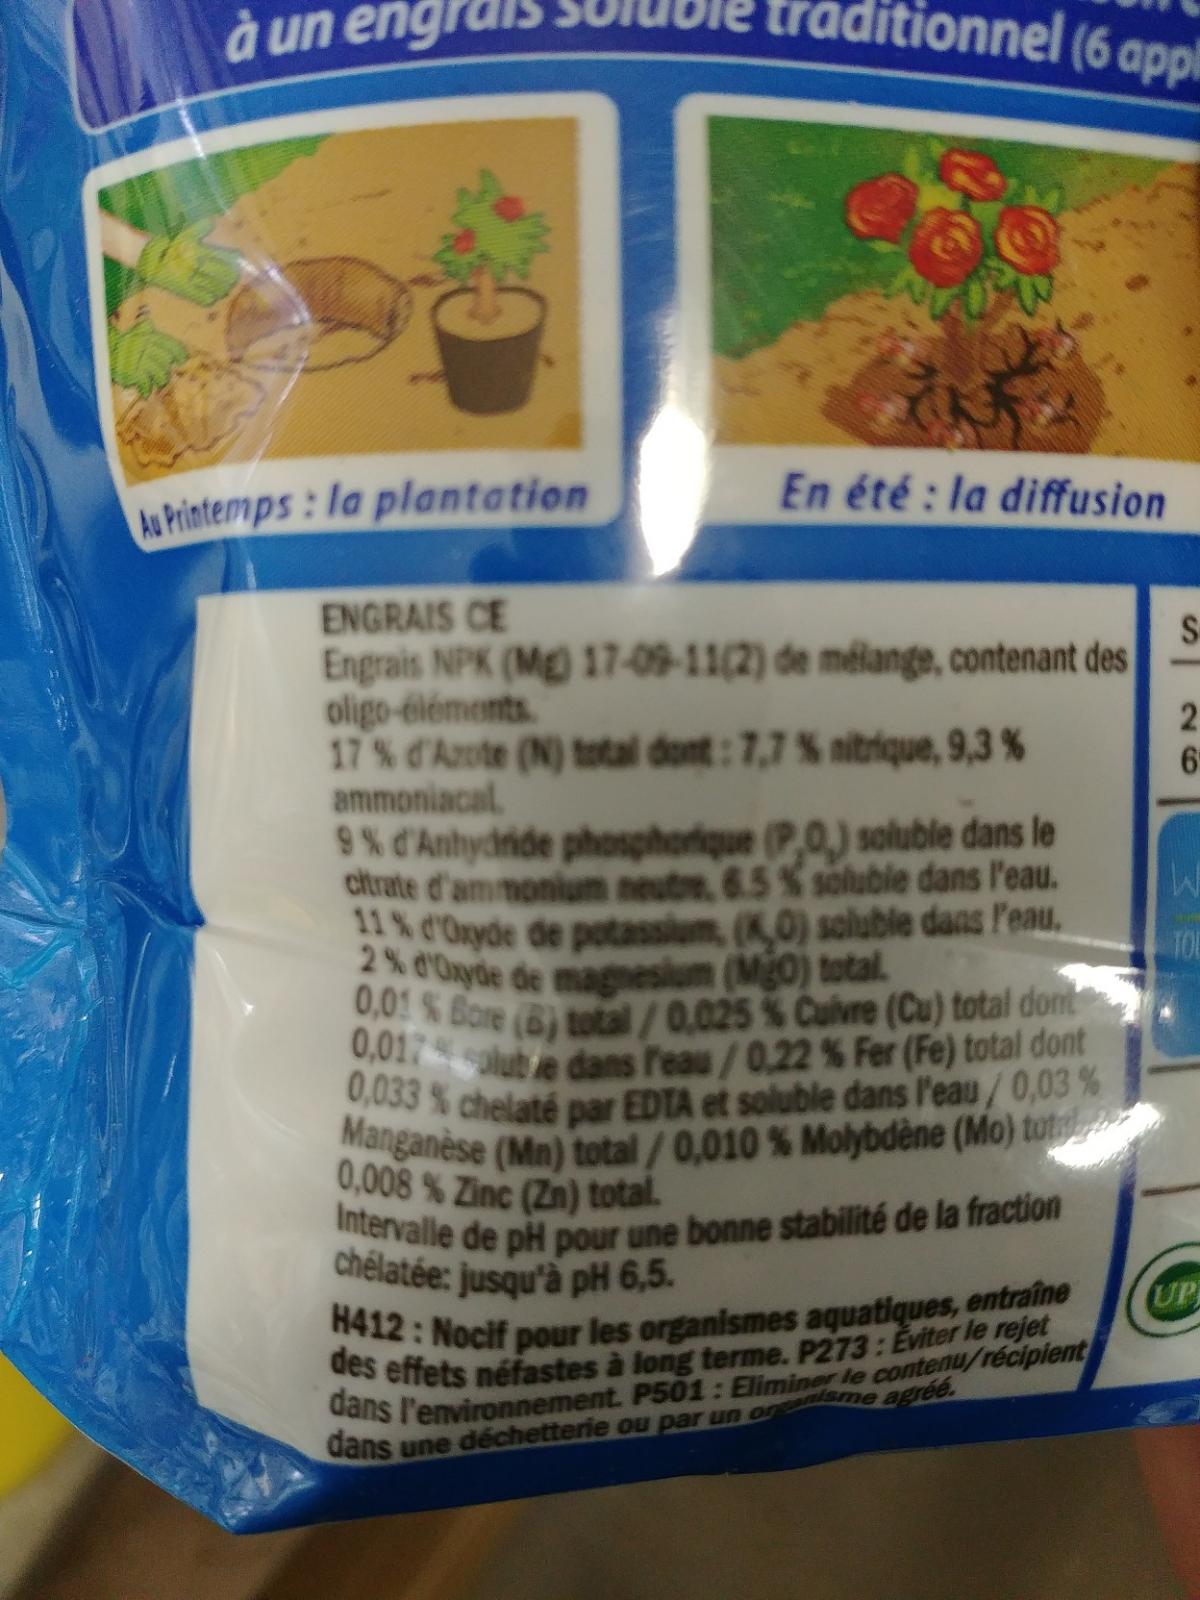 à un engrais soluble traditionnel (6 appl
Au Printemps : la plantation
En été : la diffusion
ENGRAIS CE
Engrais NPK (Mg) 17-09-11(2) de mélange, contenant des
oligo-éléments.
17 % d'Azote (N) total dont : 7,7 % nitrique, 9,3 %
ammoniacal.
9 % d'Anhydride phosphorique (P₂O₅) soluble dans le
citrate d'ammonium neutre, 6.5 % soluble dans l'eau.
11 % d'Oxyde de potassium, (K₂O) soluble dans l'eau,
2 % d'Oxyde de magnesium (MgO) total.
0,01 % Bore (B) total / 0,025 % Cuivre (Cu) total dont
0,017 % soluble dans l'eau / 0,22 % Fer (Fe) total dont
0,033 % chelaté par EDTA et soluble dans l'eau / 0,03 %
Manganèse (Mn) total / 0,010 % Molybdène (Mo) total
0,008 % Zinc (Zn) total.
Intervalle de pH pour une bonne stabilité de la fraction
chélatée: jusqu'à pH 6,5.
H412 : Nocif pour les organismes aquatiques, entraîne
des effets néfastes à long terme. P273 : Éviter le rejet
dans l'environnement. P501 : Eliminer le contenu/récipient
dans une déchetterie ou par un organisme agréé.
S
2
6
TOU
UP